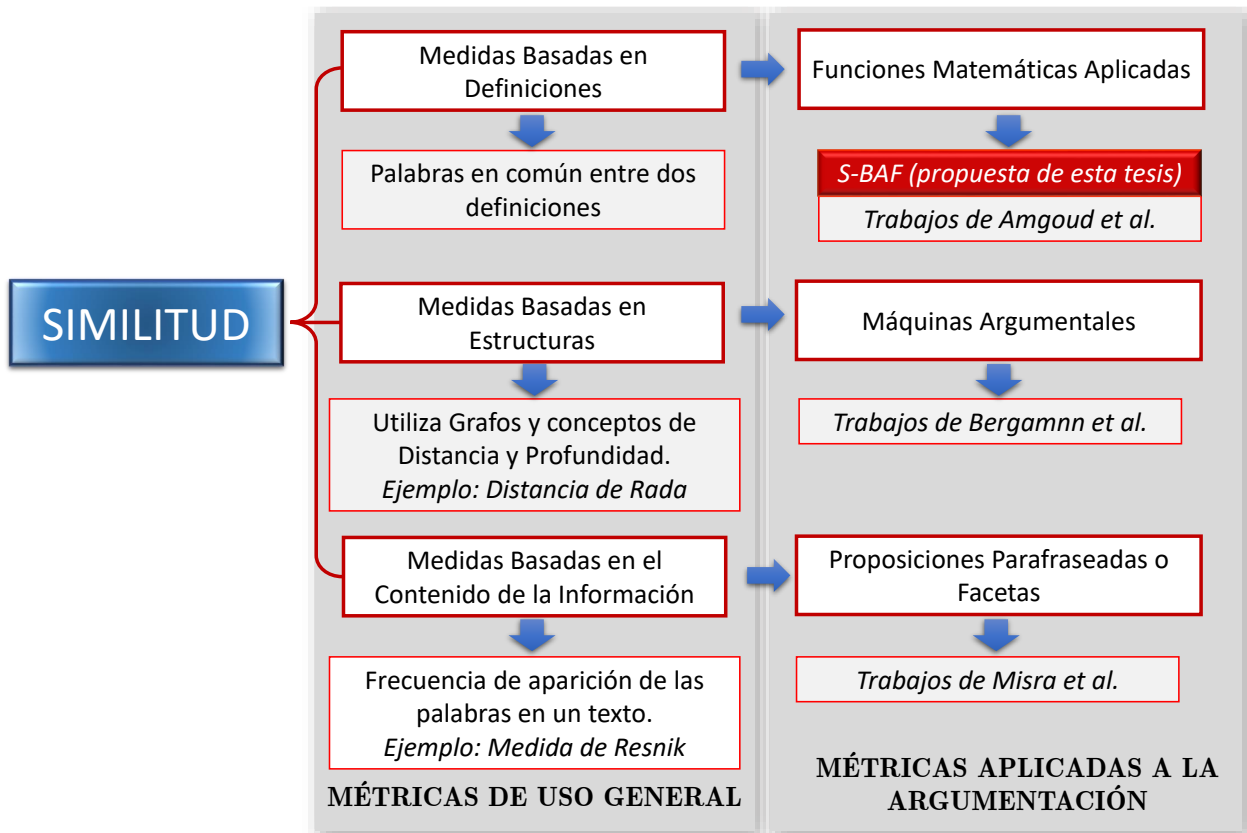 SIMILITUD
Medidas Basadas en
Definiciones
Palabras en común entre dos
definiciones
Medidas Basadas en
Estructuras
Utiliza Grafos y conceptos de
Distancia y Profundidad.
Ejemplo: Distancia de Rada
Medidas Basadas en el
Contenido de la Información
Frecuencia de aparición de las
palabras en un texto.
Ejemplo: Medida de Resnik
MÉTRICAS DE USO GENERAL
Funciones Matemáticas Aplicadas
S-BAF (propuesta de esta tesis)
Trabajos de Amgoud et al.
Máquinas Argumentales
Trabajos de Bergamnn et al.
Proposiciones Parafraseadas o
Facetas
Trabajos de Misra et al.
MÉTRICAS APLICADAS A LA
ARGUMENTACIÓN